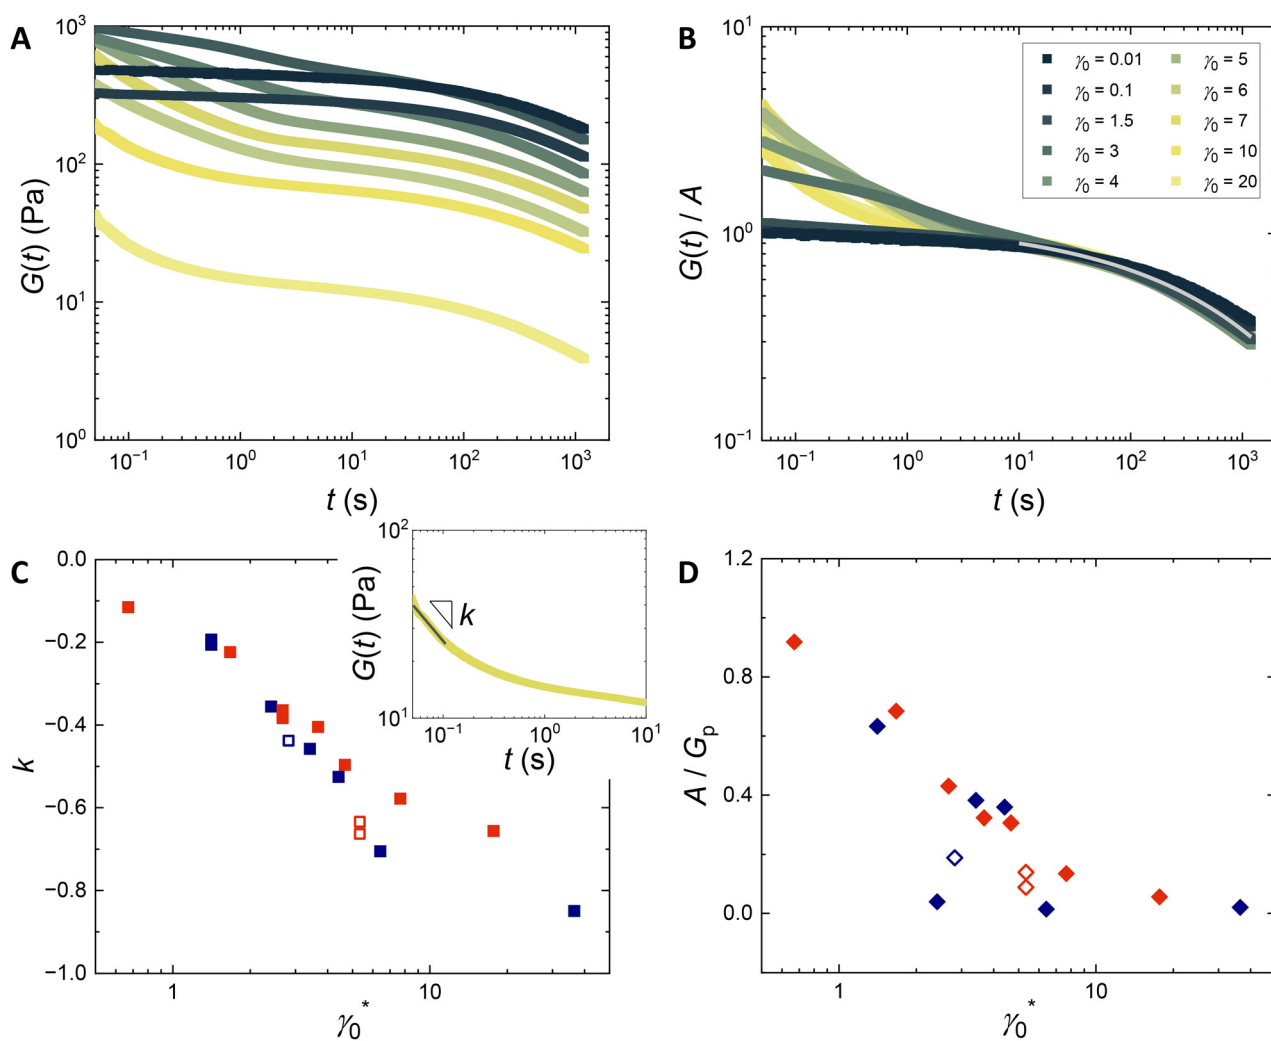 A
10³
10²
10¹
10⁰
G(t) (Pa)
10⁻¹ 10⁰ 10¹ 10² 10³
t (s)
B
10¹
10⁰
10⁻¹
G(t) / A
γ₀ = 0.01 γ₀ = 5
γ₀ = 0.1 γ₀ = 6
γ₀ = 1.5 γ₀ = 7
γ₀ = 3 γ₀ = 10
γ₀ = 4 γ₀ = 20
10⁻¹ 10⁰ 10¹ 10² 10³
t (s)
C
0.0
−0.2
−0.4
−0.6
−0.8
−1.0
k
1 10
γ₀*
10²
10¹
G(t) (Pa)
k
10⁻¹ 10⁰ 10¹
t (s)
D
1.2
0.8
0.4
0.0
A / Gₚ
1 10
γ₀*